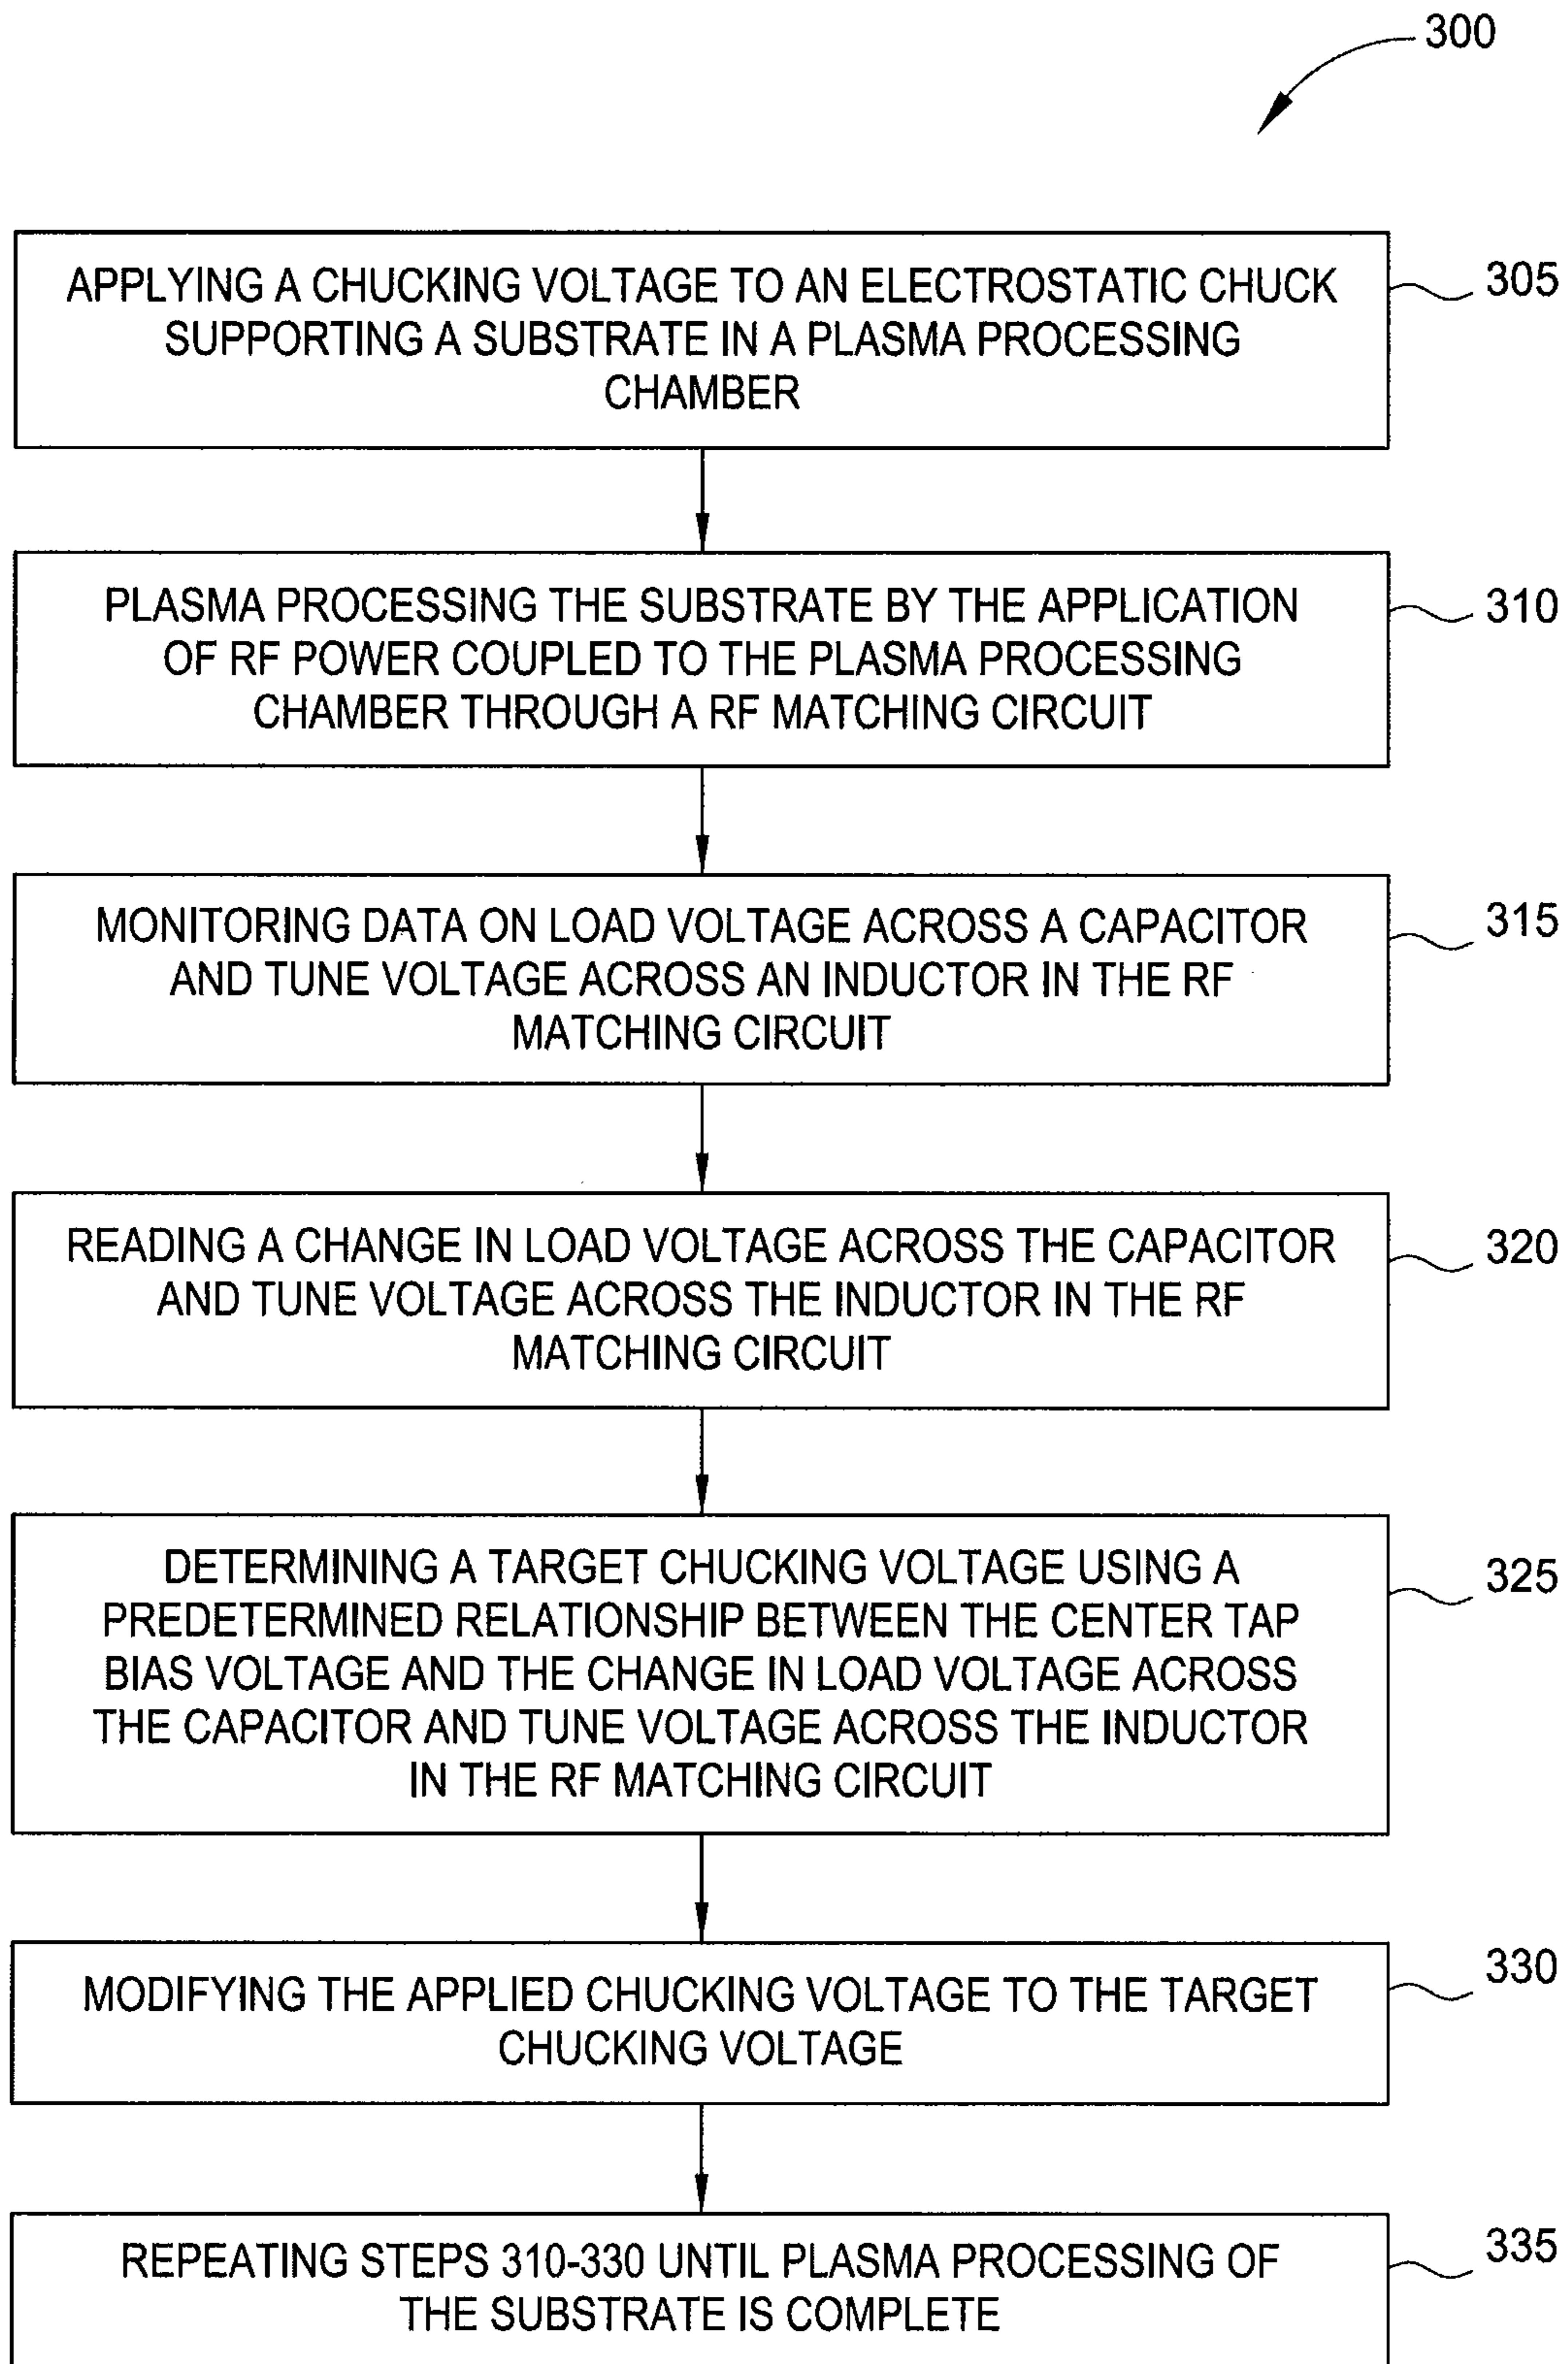 300
APPLYING A CHUCKING VOLTAGE TO AN ELECTROSTATIC CHUCK
SUPPORTING A SUBSTRATE IN A PLASMA PROCESSING
CHAMBER
305
PLASMA PROCESSING THE SUBSTRATE BY THE APPLICATION
OF RF POWER COUPLED TO THE PLASMA PROCESSING
CHAMBER THROUGH A RF MATCHING CIRCUIT
310
MONITORING DATA ON LOAD VOLTAGE ACROSS A CAPACITOR
AND TUNE VOLTAGE ACROSS AN INDUCTOR IN THE RF
MATCHING CIRCUIT
315
READING A CHANGE IN LOAD VOLTAGE ACROSS THE CAPACITOR
AND TUNE VOLTAGE ACROSS THE INDUCTOR IN THE RF
MATCHING CIRCUIT
320
DETERMINING A TARGET CHUCKING VOLTAGE USING A
PREDETERMINED RELATIONSHIP BETWEEN THE CENTER TAP
BIAS VOLTAGE AND THE CHANGE IN LOAD VOLTAGE ACROSS
THE CAPACITOR AND TUNE VOLTAGE ACROSS THE INDUCTOR
IN THE RF MATCHING CIRCUIT
325
MODIFYING THE APPLIED CHUCKING VOLTAGE TO THE TARGET
CHUCKING VOLTAGE
330
REPEATING STEPS 310-330 UNTIL PLASMA PROCESSING OF
THE SUBSTRATE IS COMPLETE
335